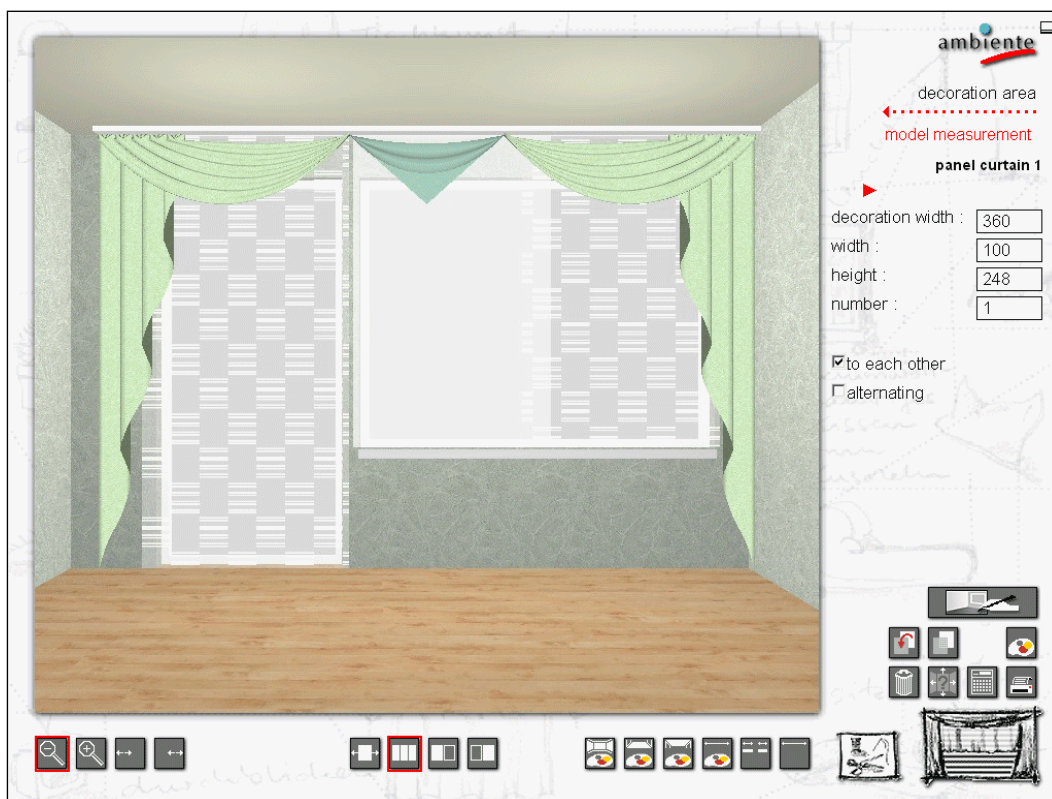 ambiente
decoration area
model measurement
panel curtain 1
decoration width : 360
width : 100
height : 248
number : 1
to each other
alternating